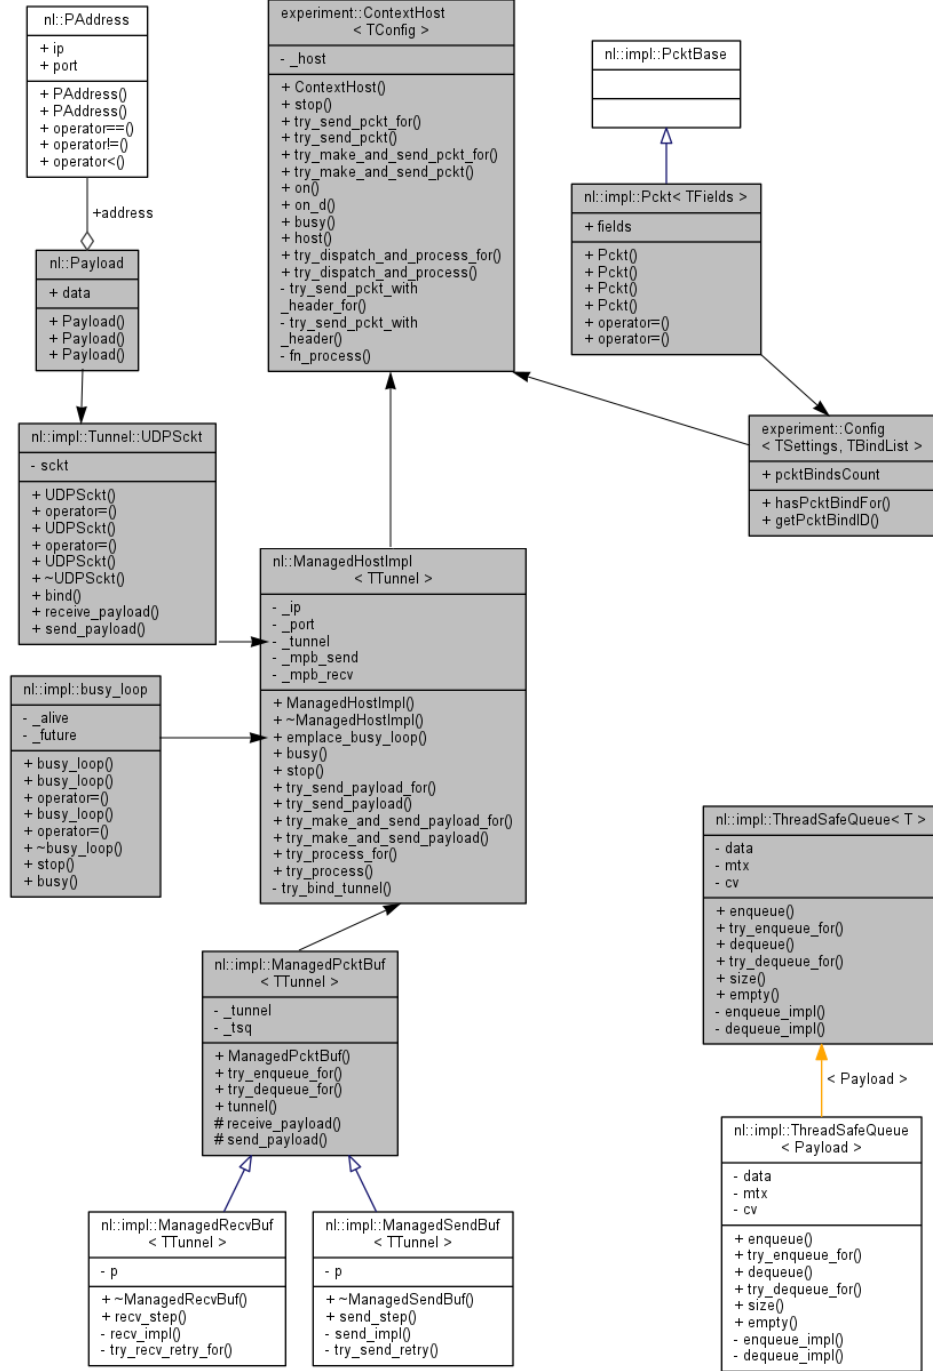 nl::PAddress
+ ip
+ port
+ PAddress()
+ PAddress()
+ operator==()
+ operator!=()
+ operator<()
+address
nl::Payload
+ data
+ Payload()
+ Payload()
+ Payload()
nl::impl::Tunnel::UDPSckt
- sckt
+ UDPSckt()
+ operator=()
+ UDPSckt()
+ operator=()
+ UDPSckt()
+ ~UDPSckt()
+ bind()
+ receive_payload()
+ send_payload()
nl::impl::busy_loop
- _alive
- _future
+ busy_loop()
+ busy_loop()
+ operator=()
+ busy_loop()
+ operator=()
+ ~busy_loop()
+ stop()
+ busy()
experiment::ContextHost
< TConfig >
- _host
+ ContextHost()
+ stop()
+ try_send_pckt_for()
+ try_send_pckt()
+ try_make_and_send_pckt_for()
+ try_make_and_send_pckt()
+ on()
+ on_d()
+ busy()
+ host()
+ try_dispatch_and_process_for()
+ try_dispatch_and_process()
- try_send_pckt_with
_header_for()
- try_send_pckt_with
_header()
- fn_process()
nl::impl::PcktBase
nl::impl::Pckt< TFields >
+ fields
+ Pckt()
+ Pckt()
+ Pckt()
+ Pckt()
+ operator=()
+ operator=()
experiment::Config
< TSettings, TBindList >
+ pcktBindsCount
+ hasPcktBindFor()
+ getPcktBindID()
nl::ManagedHostImpl
< TTunnel >
- _ip
- _port
- _tunnel
- _mpb_send
- _mpb_recv
+ ManagedHostImpl()
+ ~ManagedHostImpl()
+ emplace_busy_loop()
+ busy()
+ stop()
+ try_send_payload_for()
+ try_send_payload()
+ try_make_and_send_payload_for()
+ try_make_and_send_payload()
+ try_process_for()
+ try_process()
- try_bind_tunnel()
nl::impl::ManagedPcktBuf
< TTunnel >
- _tunnel
- _tsq
+ ManagedPcktBuf()
+ try_enqueue_for()
+ try_dequeue_for()
+ tunnel()
# receive_payload()
# send_payload()
nl::impl::ManagedRecvBuf
< TTunnel >
- p
+ ~ManagedRecvBuf()
+ recv_step()
- recv_impl()
- try_recv_retry_for()
nl::impl::ManagedSendBuf
< TTunnel >
- p
+ ~ManagedSendBuf()
+ send_step()
- send_impl()
- try_send_retry()
nl::impl::ThreadSafeQueue< T >
- data
- mtx
- cv
+ enqueue()
+ try_enqueue_for()
+ dequeue()
+ try_dequeue_for()
+ size()
+ empty()
- enqueue_impl()
- dequeue_impl()
< Payload >
nl::impl::ThreadSafeQueue
< Payload >
- data
- mtx
- cv
+ enqueue()
+ try_enqueue_for()
+ dequeue()
+ try_dequeue_for()
+ size()
+ empty()
- enqueue_impl()
- dequeue_impl()